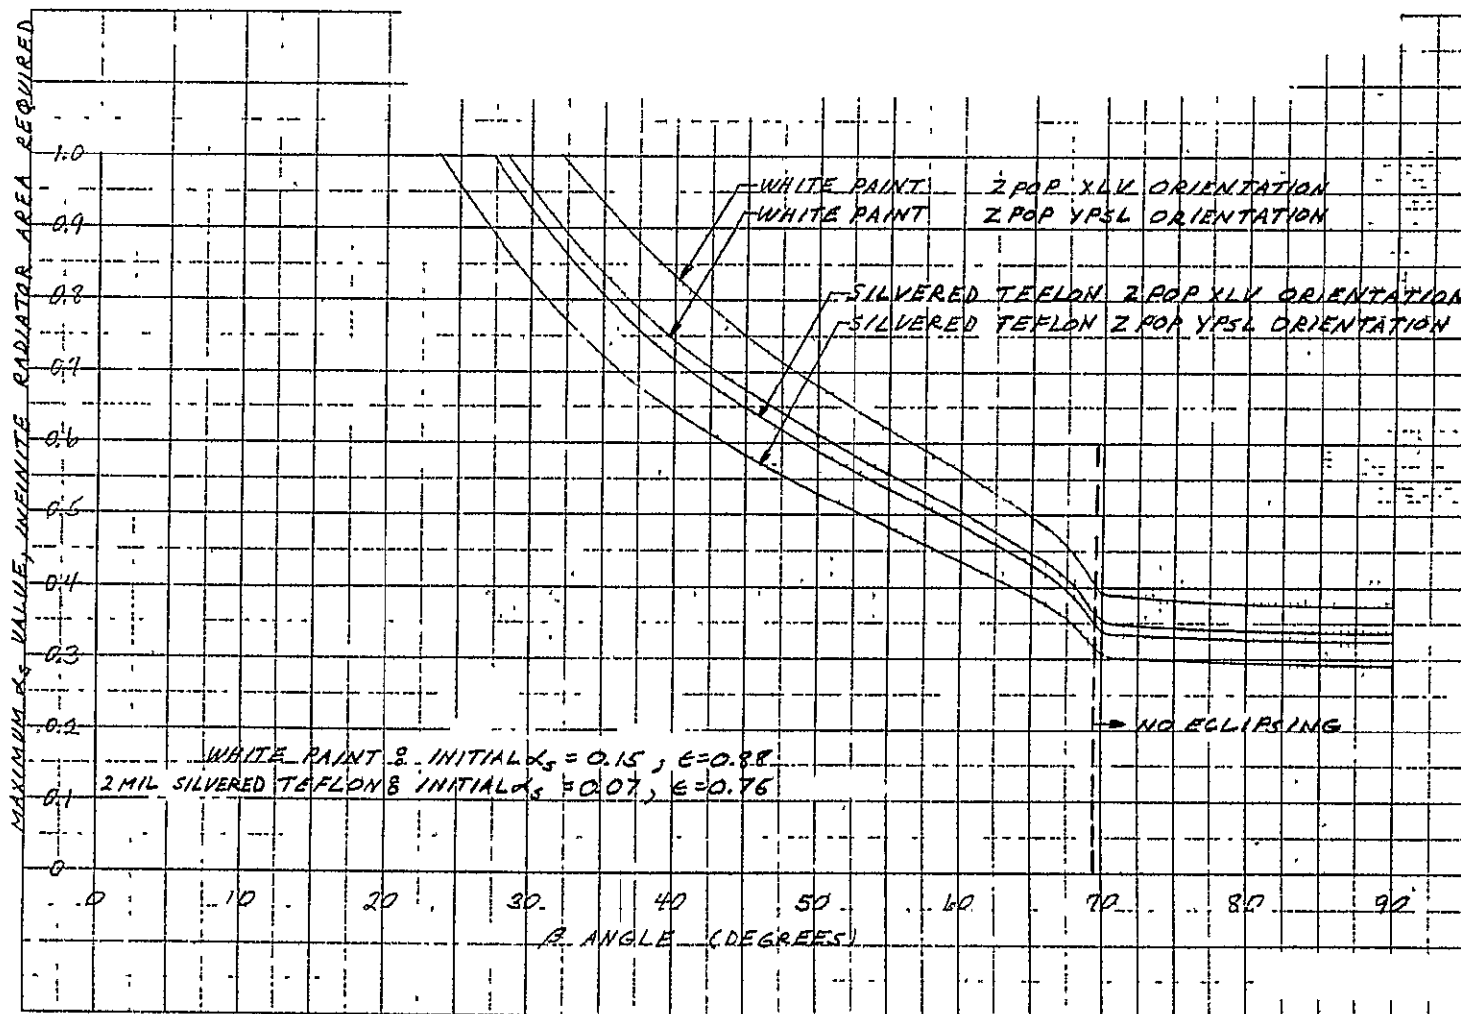 MAXIMUM αs VALUE, INFINITE RADIATOR AREA REQUIRED
1.0
0.9
0.8
0.7
0.6
0.5
0.4
0.3
0.2
0.1
0
WHITE PAINT ZPOP XLV ORIENTATION
WHITE PAINT ZPOP YPSL ORIENTATION
SILVERED TEFLON ZPOP XLV ORIENTATION
SILVERED TEFLON ZPOP YPSL ORIENTATION
NO ECLIPSING
WHITE PAINT: INITIAL αs = 0.15, ε=0.88
2 MIL SILVERED TEFLON: INITIAL αs = 0.07, ε=0.76
0 10 20 30 40 50 60 70 80 90
β ANGLE (DEGREES)